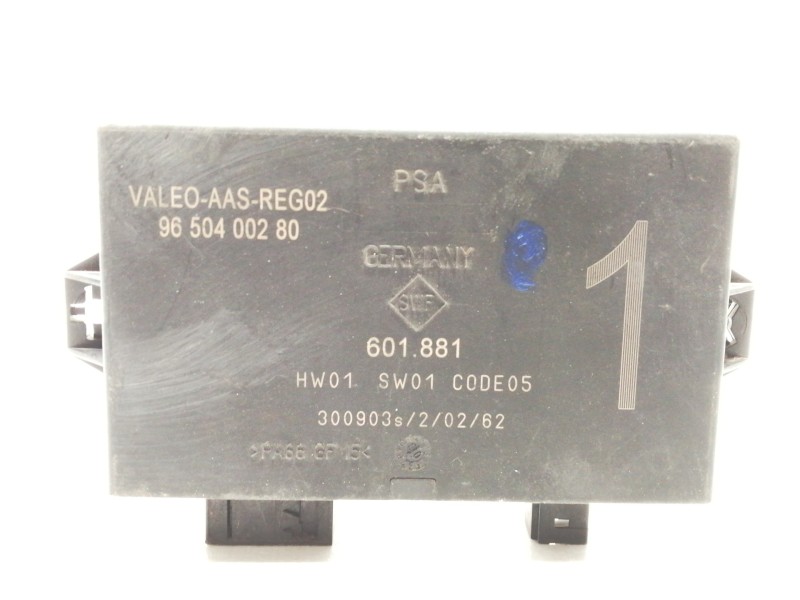 PSA
VALEO-AAS-REG02
96 504 002 80
GERMANY
1
SWF
601.881
HW01 SW01 CODE05
300903s/2/02/62
>PA66 GF15<